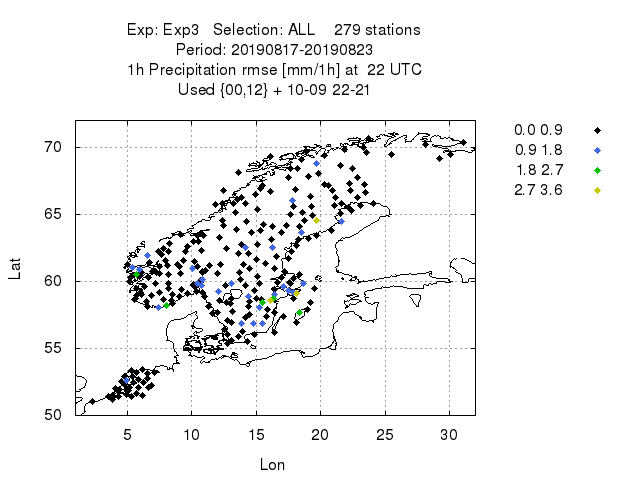 Exp: Exp3 Selection: ALL 279 stations
Period: 20190817-20190823
1h Precipitation rmse [mm/1h] at 22 UTC
Used {00,12} + 10-09 22-21
0.0 0.9
0.9 1.8
1.8 2.7
2.7 3.6
70
65
60
55
50
Lat
5 10 15 20 25 30
Lon